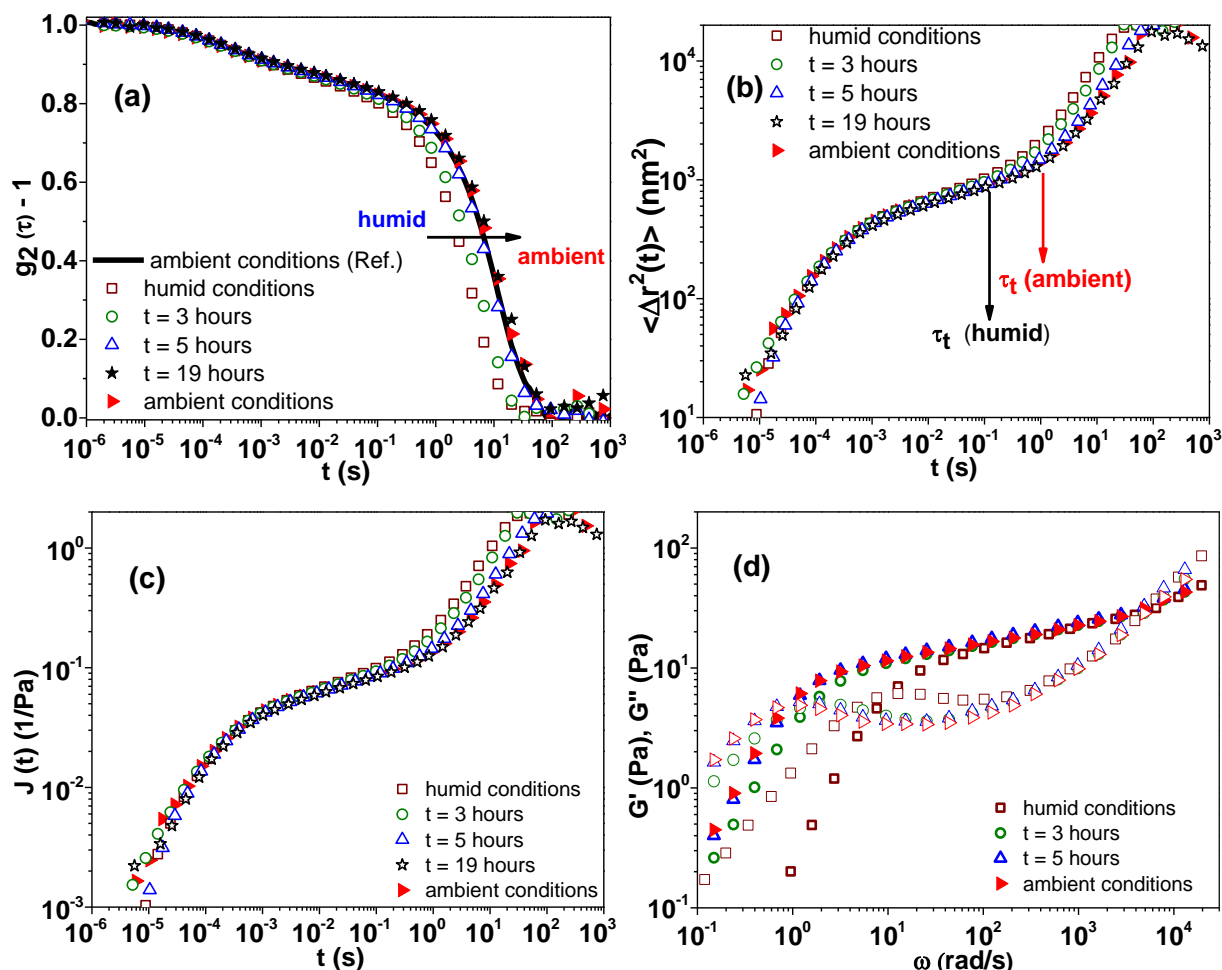 (a)
g2 (τ) - 1
1.0
0.8
0.6
0.4
0.2
0.0
humid
ambient
ambient conditions (Ref.)
humid conditions
t = 3 hours
t = 5 hours
t = 19 hours
ambient conditions
10^-6 10^-5 10^-4 10^-3 10^-2 10^-1 10^0 10^1 10^2 10^3
t (s)
(b)
<Δr^2(t)> (nm^2)
10^4
10^3
10^2
10^1
humid conditions
t = 3 hours
t = 5 hours
t = 19 hours
ambient conditions
τt (ambient)
τt (humid)
10^-6 10^-5 10^-4 10^-3 10^-2 10^-1 10^0 10^1 10^2 10^3
t (s)
(c)
J (t) (1/Pa)
10^0
10^-1
10^-2
10^-3
humid conditions
t = 3 hours
t = 5 hours
t = 19 hours
ambient conditions
10^-6 10^-5 10^-4 10^-3 10^-2 10^-1 10^0 10^1 10^2 10^3
t (s)
(d)
G' (Pa), G'' (Pa)
10^2
10^1
10^0
10^-1
humid conditions
t = 3 hours
t = 5 hours
ambient conditions
10^-1 10^0 10^1 10^2 10^3 10^4
ω (rad/s)